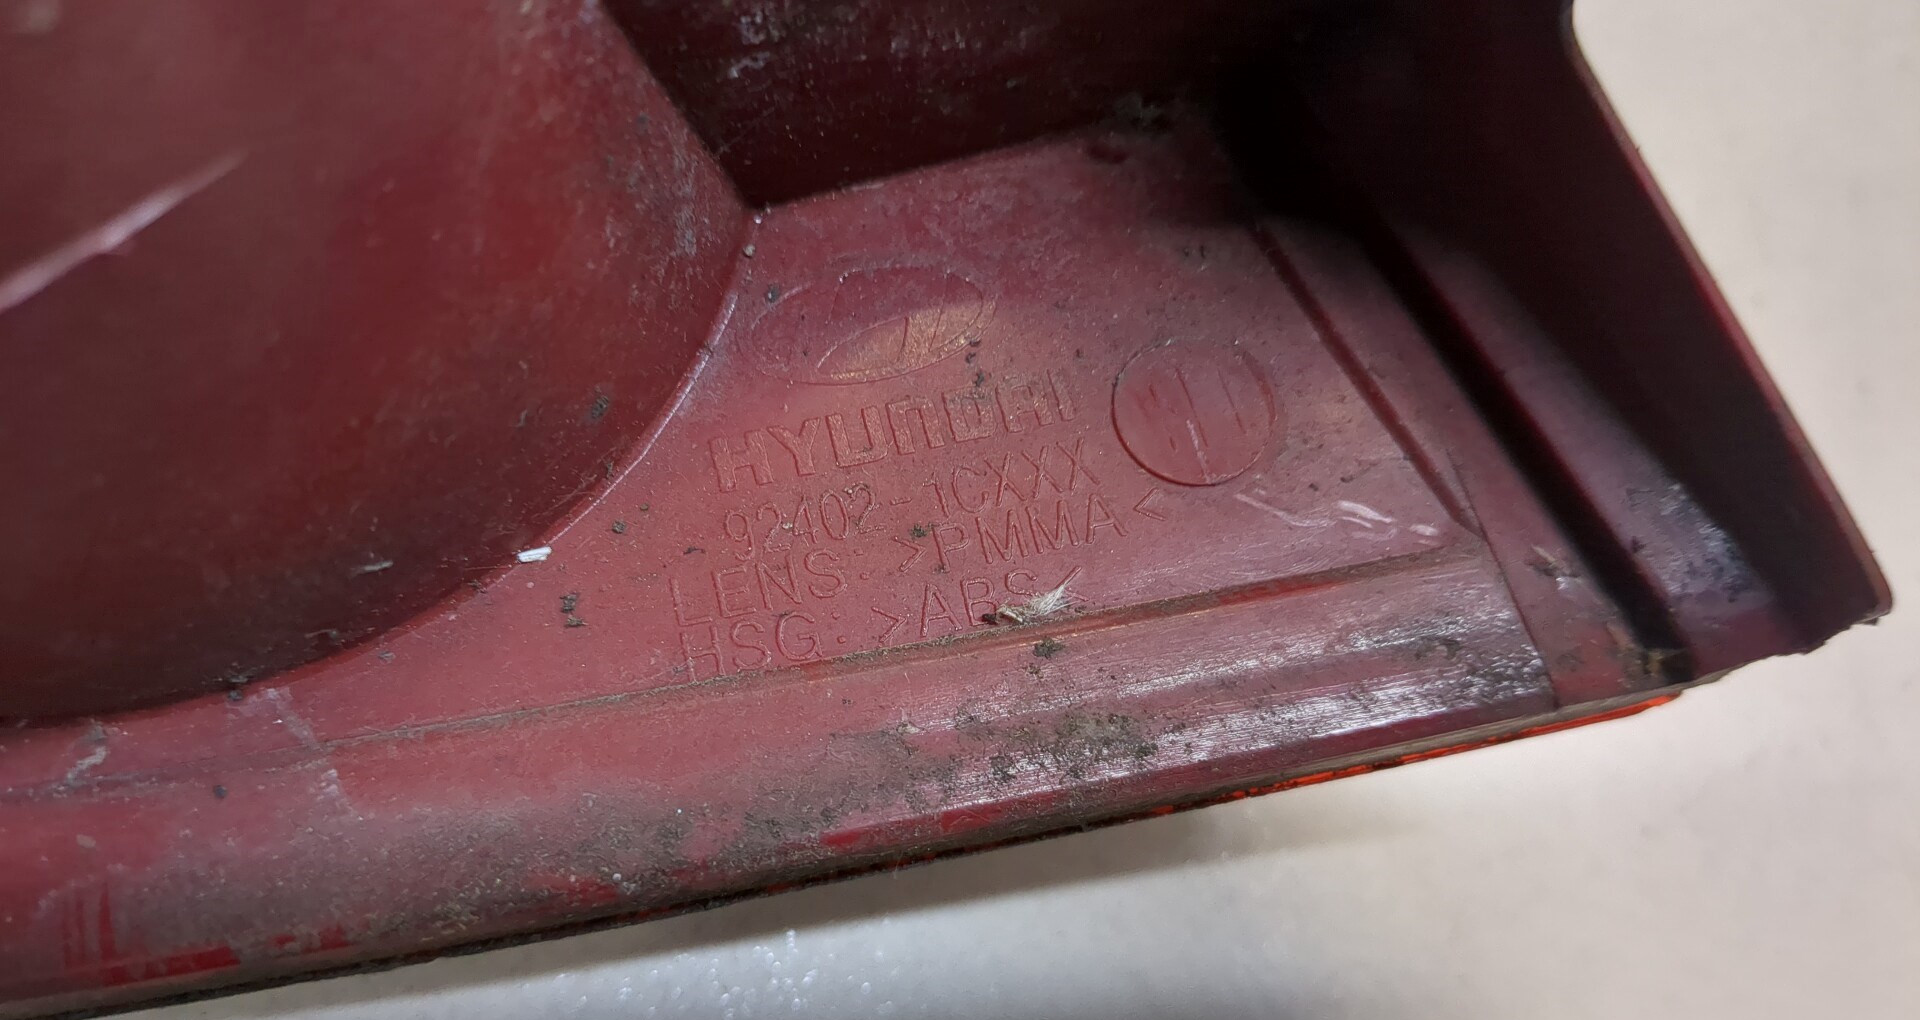 HYUNDAI
92402-1CXXX
LENS: >PMMA<
HSG: >ABS<